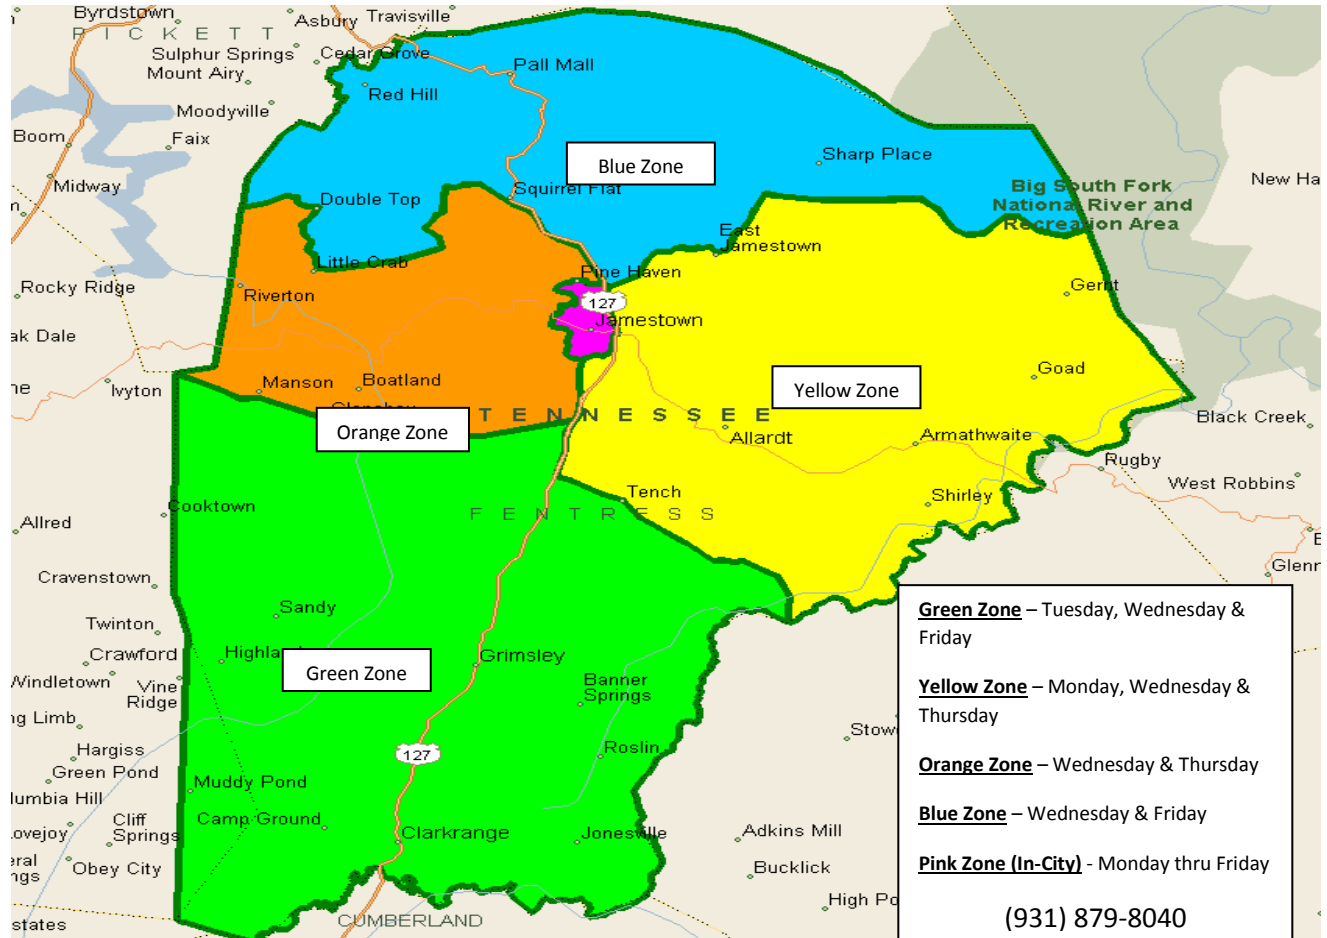 Byrdstown
Asbury
Travisville
PICKETT
Sulphur Springs
Cedar Grove
Mount Airy
Pall Mall
Red Hill
Moodyville
Boom
Faix
Blue Zone
Sharp Place
Midway
Squirrel Flat
Big South Fork
National River and
Recreation Area
New Ha
Double Top
East
Jamestown
Little Crab
Pine Haven
Rocky Ridge
Riverton
127
Gernt
Jamestown
ak Dale
Ivyton
Manson
Boatland
Yellow Zone
Goad
TENNESSEE
Black Creek
Orange Zone
Allardt
Armathwaite
Rugby
West Robbins
Tench
Shirley
Cooktown
FENTRESS
Allred
Glenn
Cravenstown
Sandy
Twinton
Crawford
Highland
Grimsley
Green Zone
Windletown
Vine
Ridge
Banner
Springs
ng Limb
Hargiss
127
Roslin
Green Pond
Muddy Pond
lumbia Hill
Camp Ground
Cliff
Springs
Lovejoy
Clarkrange
Jonesville
Adkins Mill
eral
ngs
Obey City
Bucklick
High Po
states
CUMBERLAND
Stow
Green Zone – Tuesday, Wednesday &
Friday
Yellow Zone – Monday, Wednesday &
Thursday
Orange Zone – Wednesday & Thursday
Blue Zone – Wednesday & Friday
Pink Zone (In-City) - Monday thru Friday
(931) 879-8040